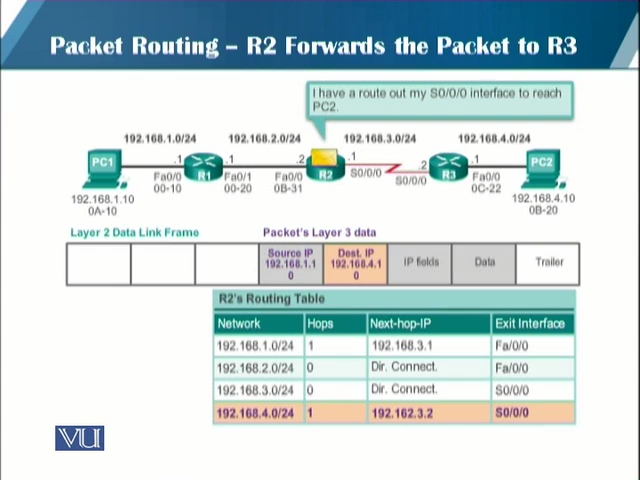 Packet Routing – R2 Forwards the Packet to R3
I have a route out my S0/0/0 interface to reach
PC2.
192.168.1.0/24 192.168.2.0/24 192.168.3.0/24 192.168.4.0/24
PC1 .1 R1 .1 .2 R2 .1 .2 R3 .1 PC2
Fa0/0 Fa0/1 Fa0/0 S0/0/0 S0/0/0 Fa0/0
00-10 00-20 0B-31 0C-22
192.168.1.10 192.168.4.10
0A-10 0B-20
Layer 2 Data Link Frame Packet's Layer 3 data
Source IP Dest. IP
192.168.1.1 192.168.4.1 IP fields Data Trailer
0 0
R2's Routing Table
Network Hops Next-hop-IP Exit Interface
192.168.1.0/24 1 192.168.3.1 Fa/0/0
192.168.2.0/24 0 Dir. Connect. Fa/0/0
192.168.3.0/24 0 Dir. Connect. S0/0/0
192.168.4.0/24 1 192.162.3.2 S0/0/0
VU